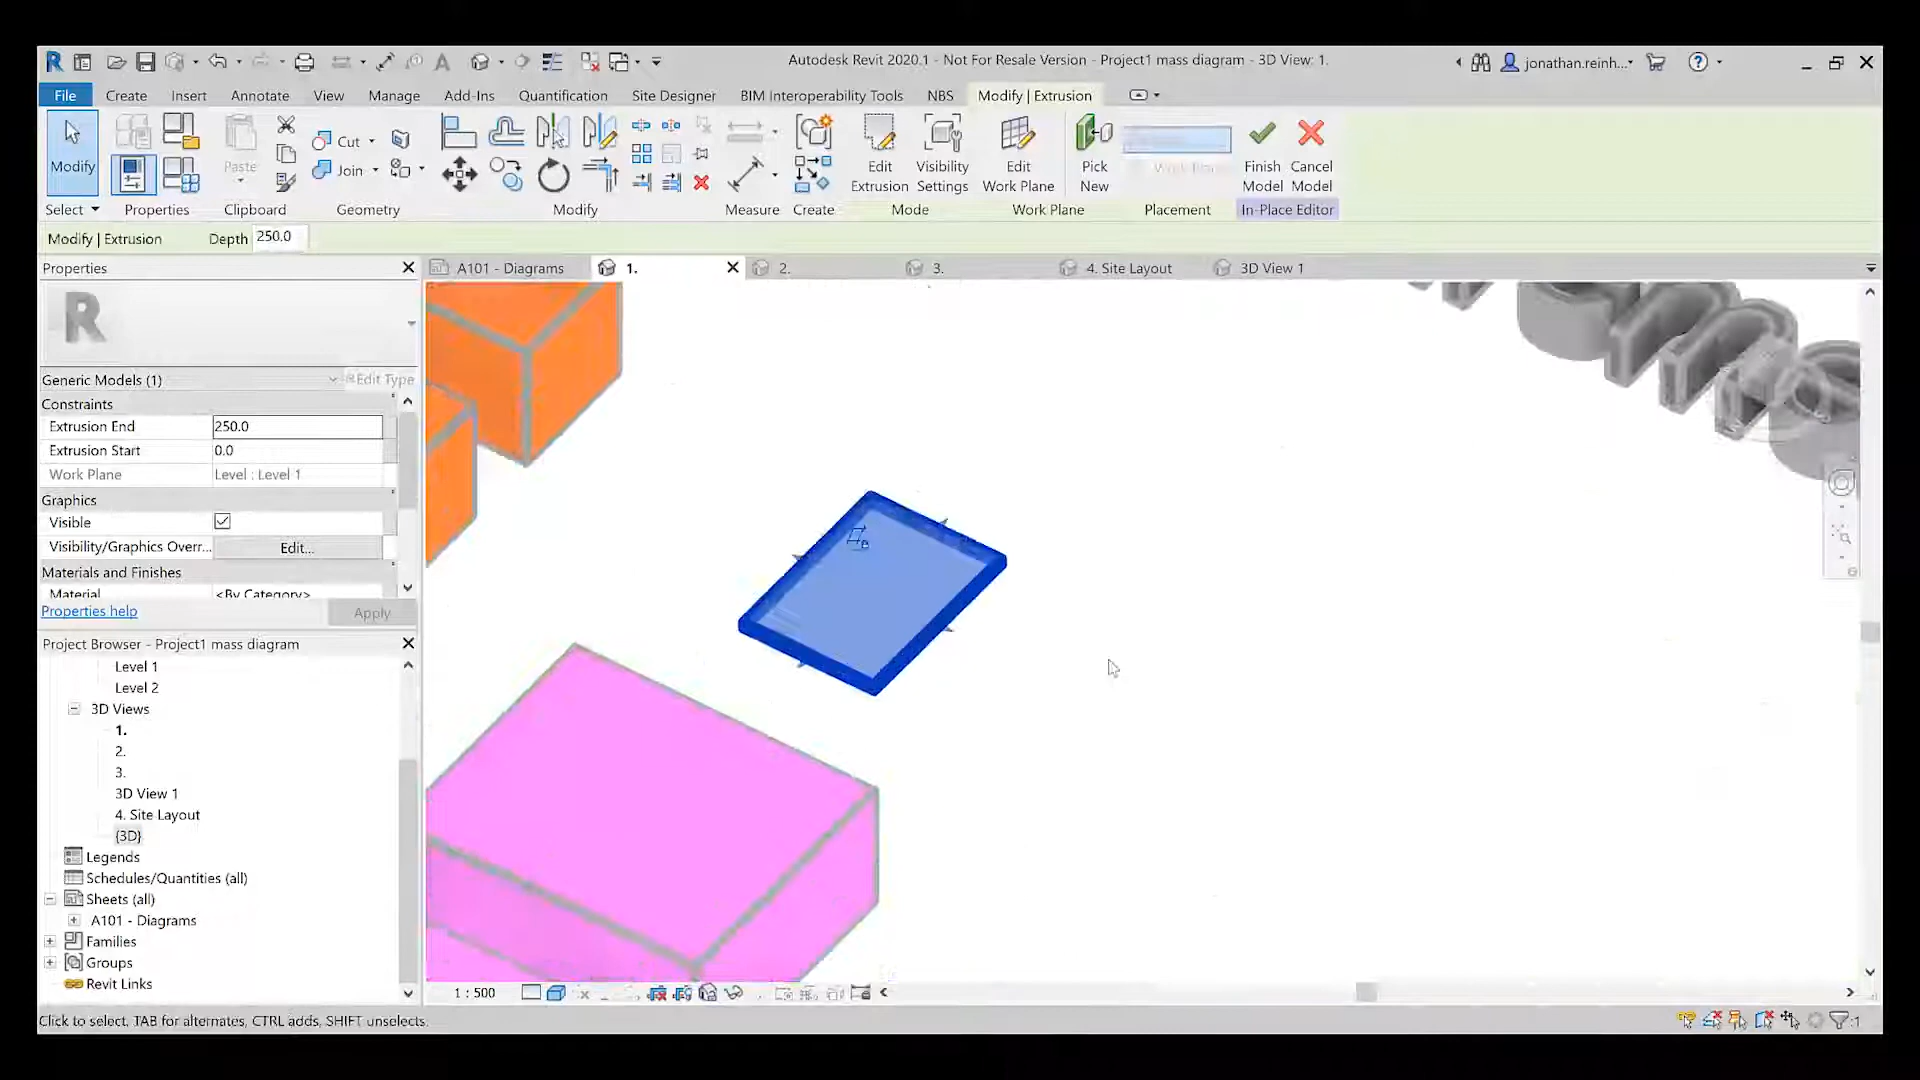 Autodesk Revit 2020.1 - Not For Resale Version - Project1 mass diagram - 3D View: 1.
jonathan.reinh...
File Create Insert Annotate View Manage Add-Ins Quantification Site Designer BIM Interoperability Tools NBS Modify | Extrusion
Modify
Paste
Cut
Join
Edit Extrusion
Visibility Settings
Edit Work Plane
Pick New
Work Plane
Finish Model
Cancel Model
Select Properties Clipboard Geometry Modify Measure Create Mode Work Plane Placement In-Place Editor
Modify | Extrusion Depth 250.0
Properties
A101 - Diagrams 1. 2. 3. 4. Site Layout 3D View 1
R
Generic Models (1) Edit Type
Constraints
Extrusion End 250.0
Extrusion Start 0.0
Work Plane Level : Level 1
Graphics
Visible
Visibility/Graphics Overr... Edit...
Materials and Finishes
Material <By Category>
Properties help Apply
Project Browser - Project1 mass diagram
Level 1
Level 2
3D Views
1.
2.
3.
3D View 1
4. Site Layout
{3D}
Legends
Schedules/Quantities (all)
Sheets (all)
A101 - Diagrams
Families
Groups
Revit Links
1 : 500
Click to select, TAB for alternates, CTRL adds, SHIFT unselects.
:1